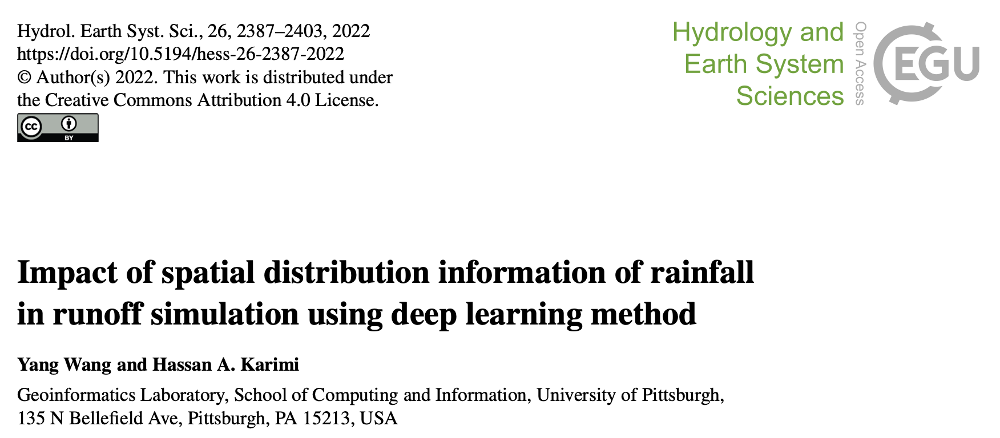 Hydrol. Earth Syst. Sci., 26, 2387–2403, 2022
https://doi.org/10.5194/hess-26-2387-2022
© Author(s) 2022. This work is distributed under
the Creative Commons Attribution 4.0 License.
cc
BY
Hydrology and
Earth System
Sciences
Open Access
EGU
Impact of spatial distribution information of rainfall
in runoff simulation using deep learning method
Yang Wang and Hassan A. Karimi
Geoinformatics Laboratory, School of Computing and Information, University of Pittsburgh,
135 N Bellefield Ave, Pittsburgh, PA 15213, USA